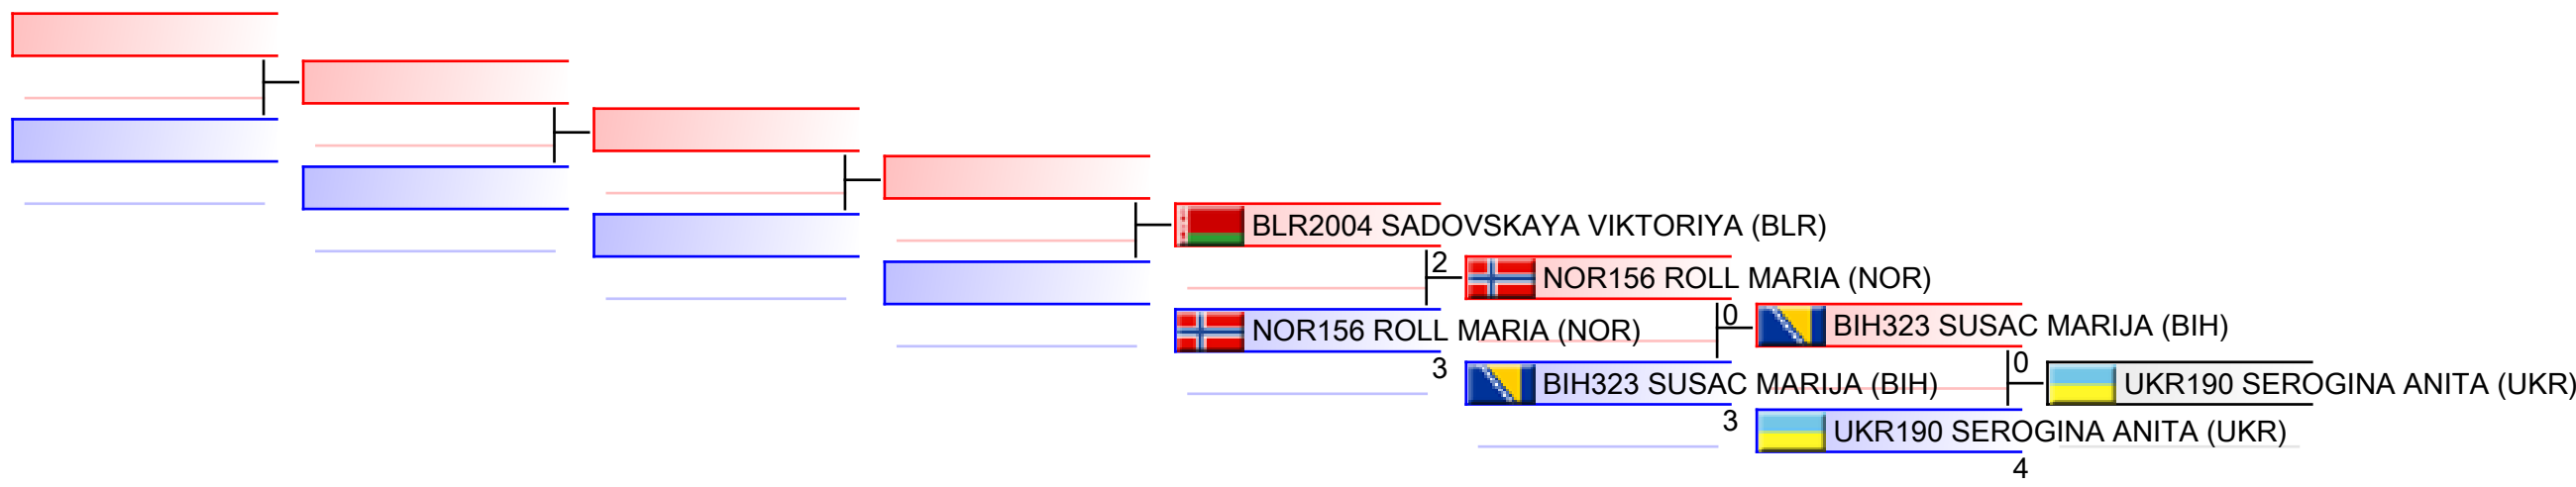 BLR2004 SADOVSKAYA VIKTORIYA (BLR)
2
NOR156 ROLL MARIA (NOR)
NOR156 ROLL MARIA (NOR)
3
0
BIH323 SUSAC MARIJA (BIH)
BIH323 SUSAC MARIJA (BIH)
3
0
UKR190 SEROGINA ANITA (UKR)
UKR190 SEROGINA ANITA (UKR)
4